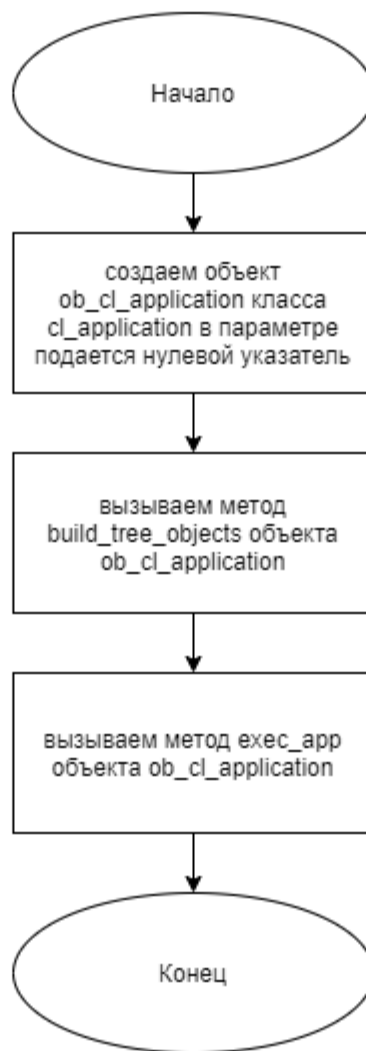 Начало
создаем объект
ob_cl_application класса
cl_application в параметре
подается нулевой указатель
вызываем метод
build_tree_objects объекта
ob_cl_application
вызываем метод exec_app
объекта ob_cl_application
Конец